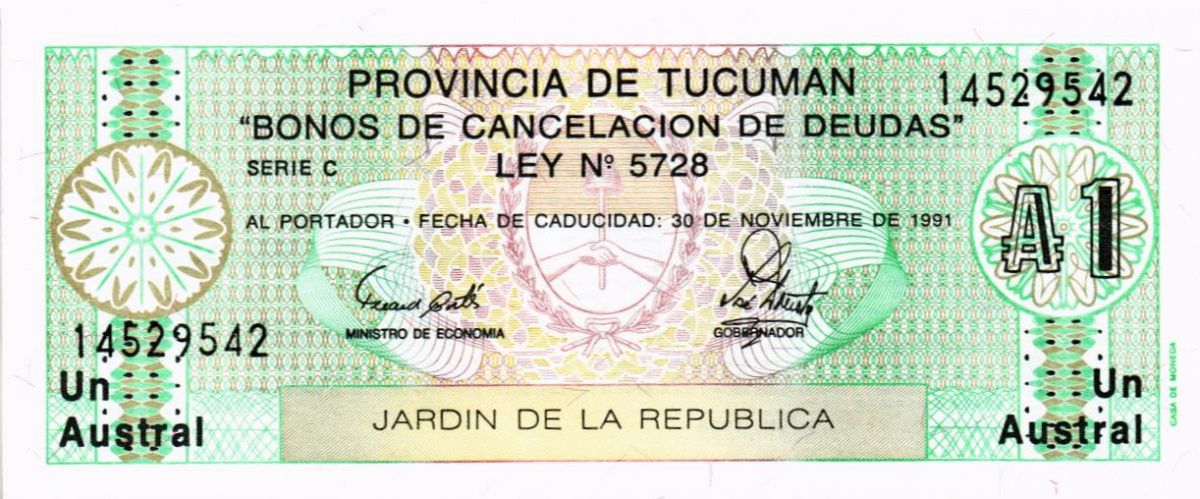 PROVINCIA DE TUCUMAN
14529542
"BONOS DE CANCELACION DE DEUDAS"
SERIE C
LEY Nº 5728
AL PORTADOR • FECHA DE CADUCIDAD: 30 DE NOVIEMBRE DE 1991
₳1
MINISTRO DE ECONOMIA
GOBERNADOR
14529542
Un
Austral
JARDIN DE LA REPUBLICA
Un
Austral
CASA DE MONEDA